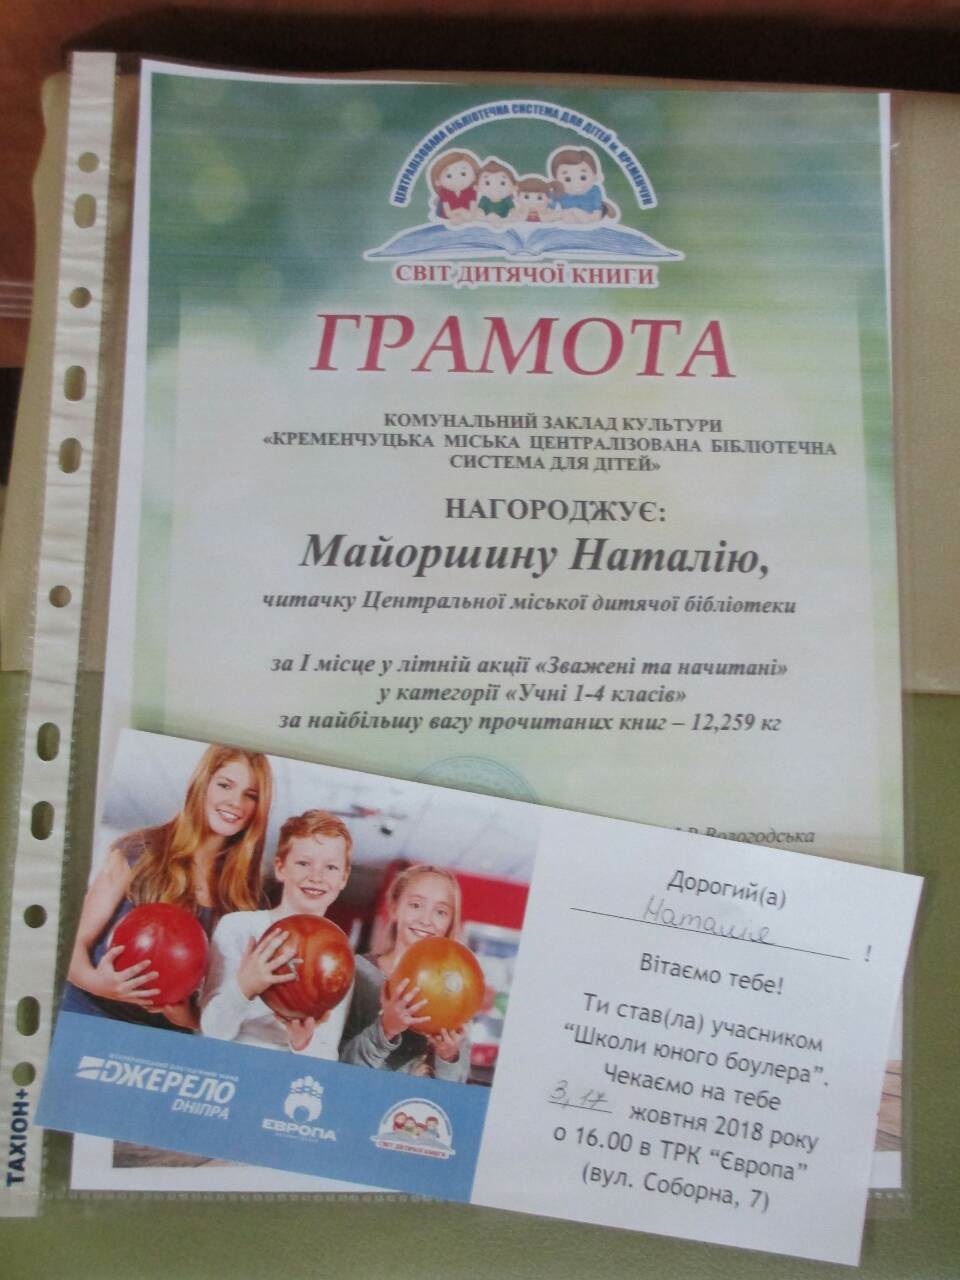 ЦЕНТРАЛІЗОВАНА БІБЛІОТЕЧНА СИСТЕМА ДЛЯ ДІТЕЙ м. КРЕМЕНЧУК
СВІТ ДИТЯЧОЇ КНИГИ
ГРАМОТА
КОМУНАЛЬНИЙ ЗАКЛАД КУЛЬТУРИ
«КРЕМЕНЧУЦЬКА МІСЬКА ЦЕНТРАЛІЗОВАНА БІБЛІОТЕЧНА
СИСТЕМА ДЛЯ ДІТЕЙ»
НАГОРОДЖУЄ:
Майоршину Наталію,
читачку Центральної міської дитячої бібліотеки
за І місце у літній акції «Зважені та начитані»
у категорії «Учні 1-4 класів»
за найбільшу вагу прочитаних книг – 12,259 кг
Вологодська
Дорогий(а)
Наталія !
Вітаємо тебе!
Ти став(ла) учасником
“Школи юного боулера”.
Чекаємо на тебе
3, 17 жовтня 2018 року
о 16.00 в ТРК “Європа”
(вул. Соборна, 7)
ДЖЕРЕЛО
ДНІПРА
ЄВРОПА
СВІТ ДИТЯЧОЇ КНИГИ
ТАХІОН+